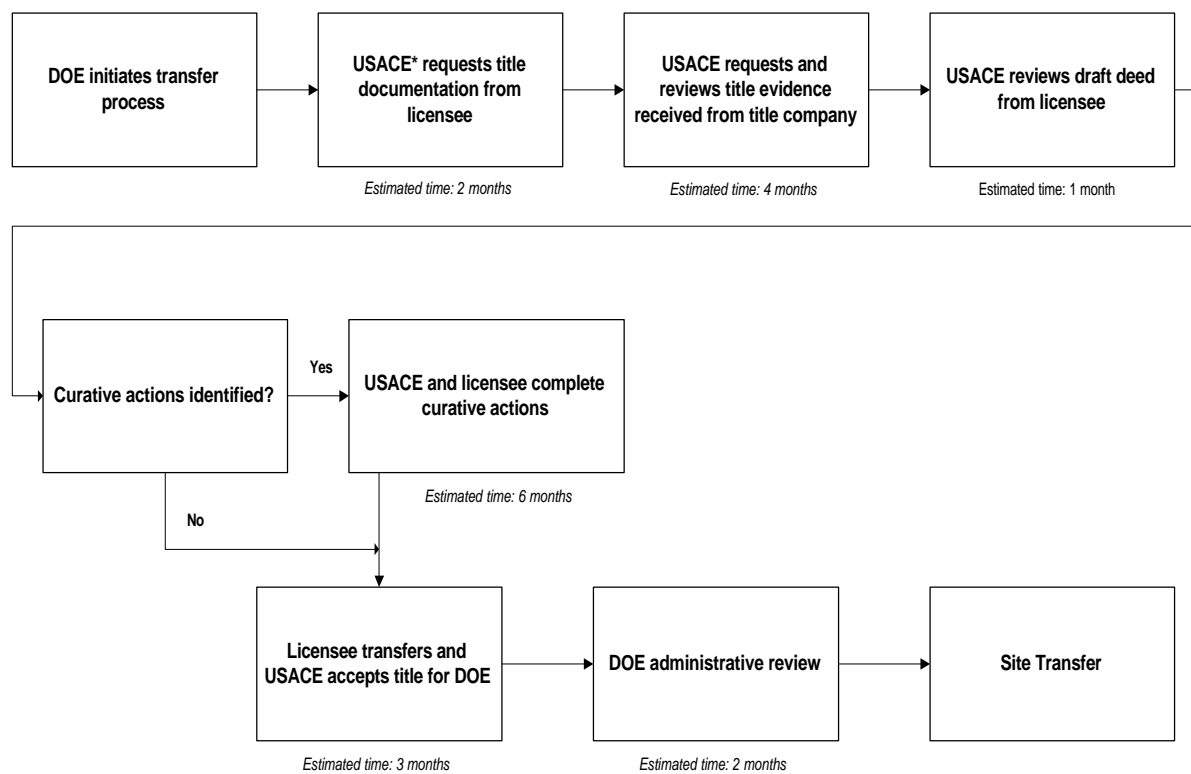 DOE initiates transfer
process
USACE* requests title
documentation from
licensee
Estimated time: 2 months
USACE requests and
reviews title evidence
received from title company
Estimated time: 4 months
USACE reviews draft deed
from licensee
Estimated time: 1 month
Curative actions identified?
Yes
No
USACE and licensee complete
curative actions
Estimated time: 6 months
Licensee transfers and
USACE accepts title for DOE
Estimated time: 3 months
DOE administrative review
Estimated time: 2 months
Site Transfer